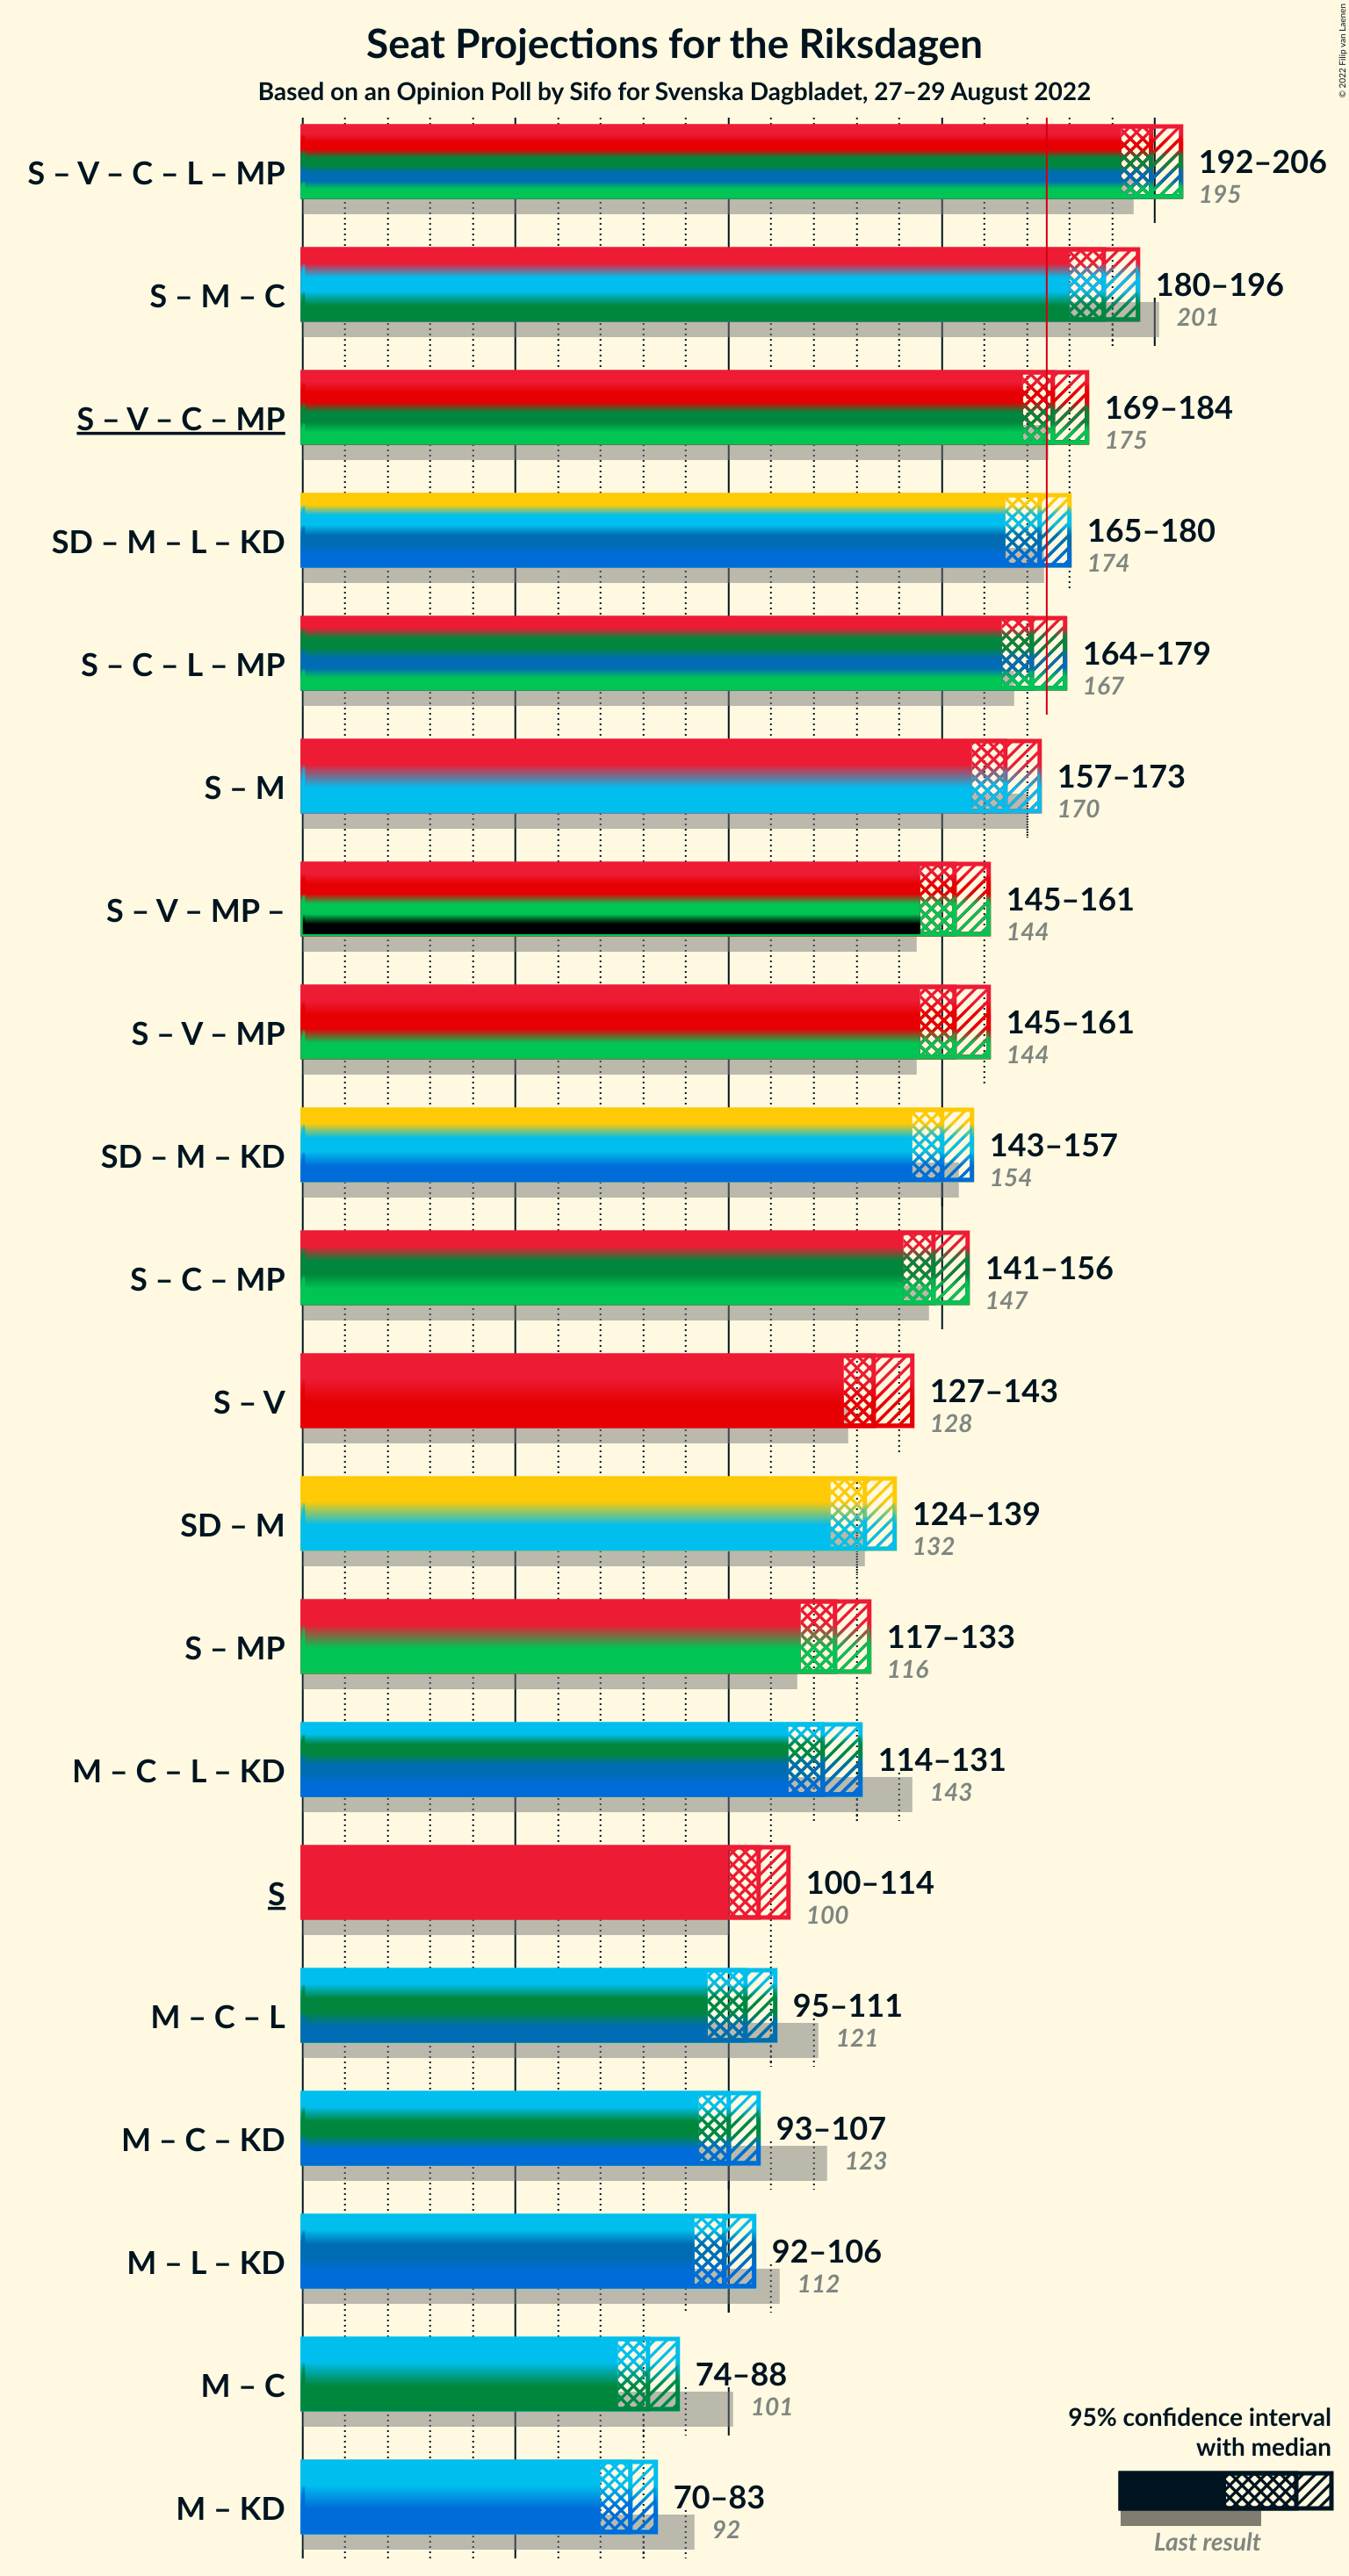 Seat Projections for the Riksdagen
Based on an Opinion Poll by Sifo for Svenska Dagbladet, 27–29 August 2022
© 2022 Filip van Laenen
S – V – C – L – MP
192–206
195
S – M – C
180–196
201
S – V – C – MP
169–184
175
SD – M – L – KD
165–180
174
S – C – L – MP
164–179
167
S – M
157–173
170
S – V – MP –
145–161
144
S – V – MP
145–161
144
SD – M – KD
143–157
154
S – C – MP
141–156
147
S – V
127–143
128
SD – M
124–139
132
S – MP
117–133
116
M – C – L – KD
114–131
143
S
100–114
100
M – C – L
95–111
121
M – C – KD
93–107
123
M – L – KD
92–106
112
M – C
74–88
101
M – KD
70–83
92
95% confidence interval
with median
Last result